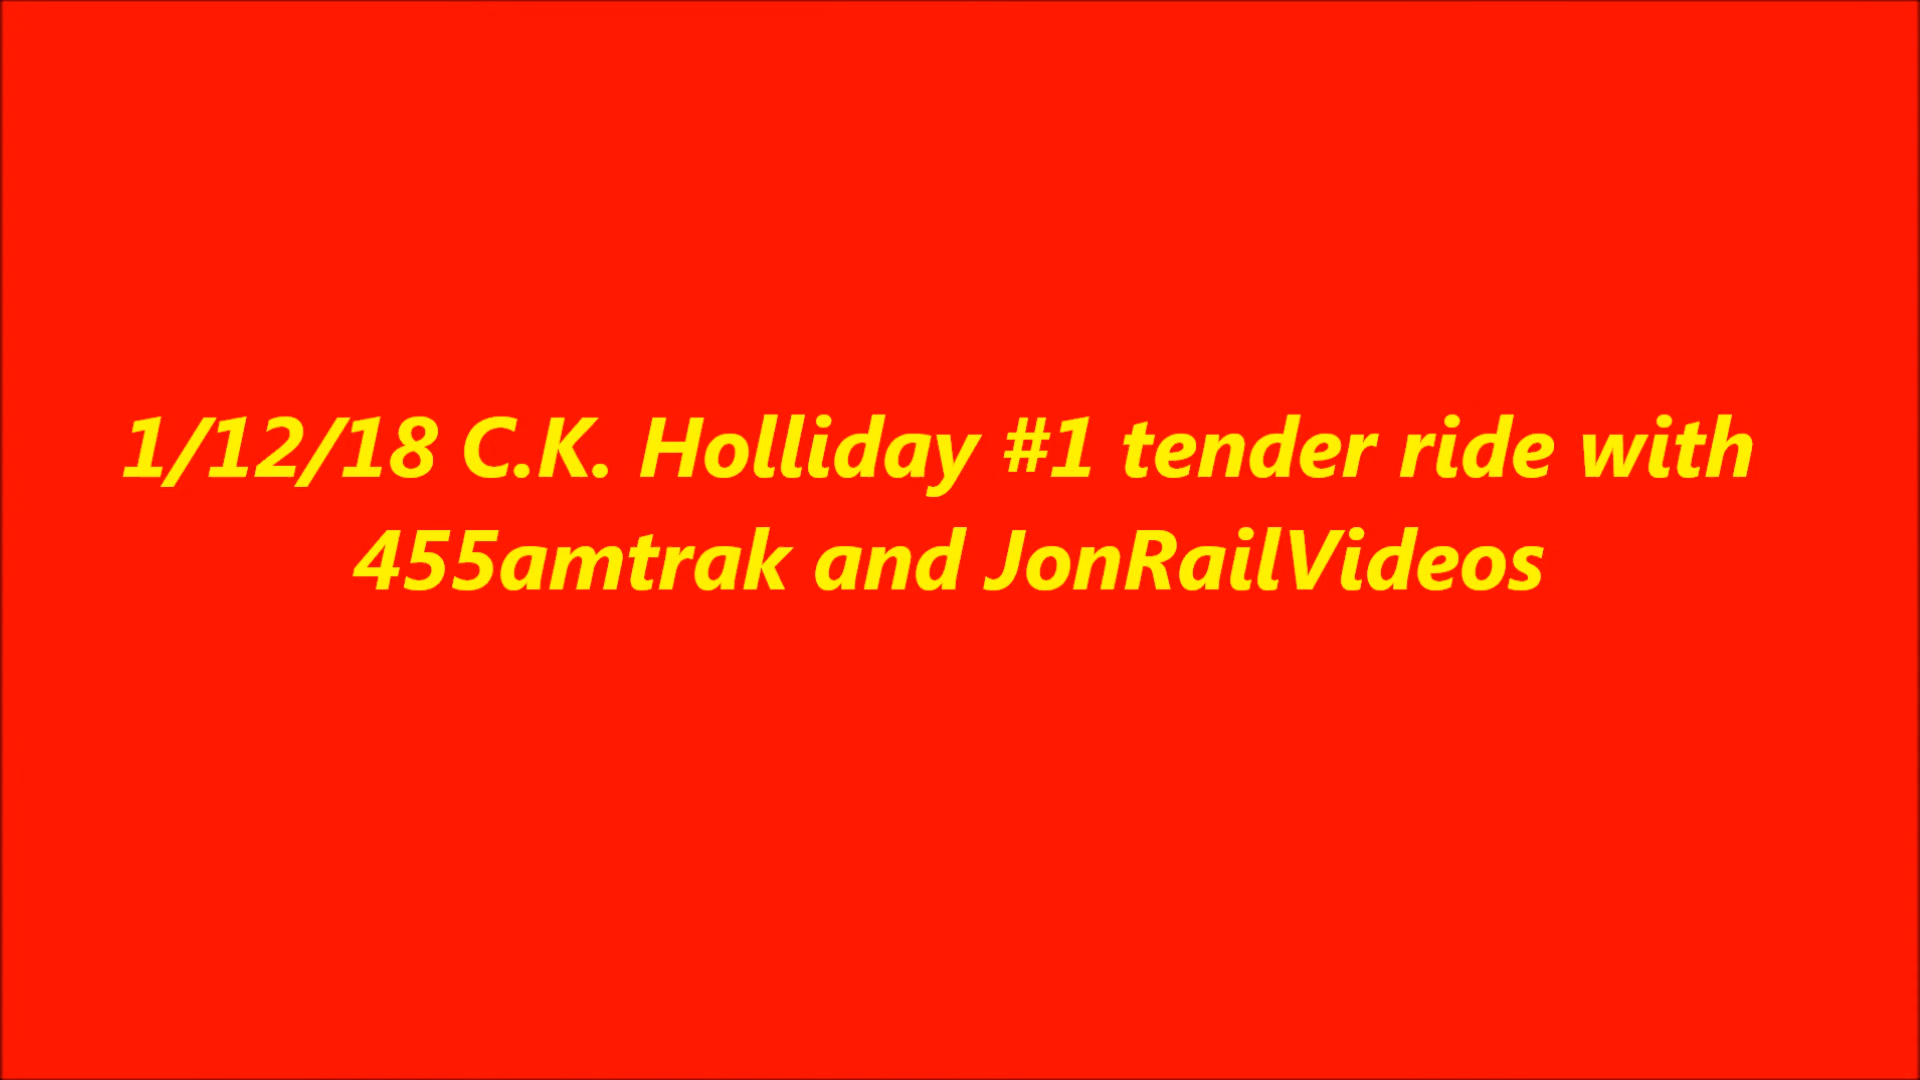 1/12/18 C.K. Holliday #1 tender ride with
455amtrak and JonRailVideos